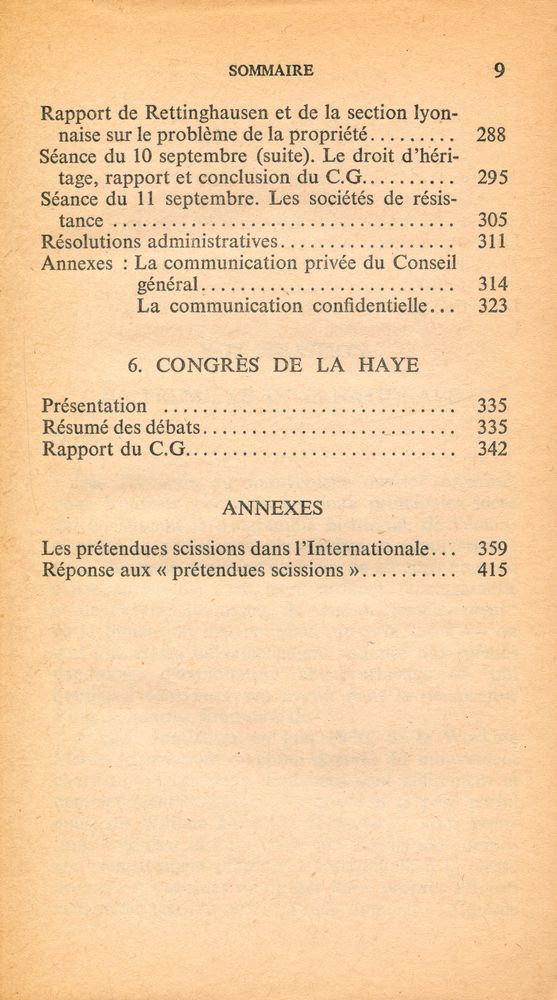 SOMMAIRE 9
Rapport de Rettinghausen et de la section lyon-
naise sur le problème de la propriété......... 288
Séance du 10 septembre (suite). Le droit d'héri-
tage, rapport et conclusion du C.G.......... 295
Séance du 11 septembre. Les sociétés de résis-
tance .................................. 305
Résolutions administratives.................. 311
Annexes : La communication privée du Conseil
général.......................... 314
La communication confidentielle... 323
6. CONGRÈS DE LA HAYE
Présentation ............................. 335
Résumé des débats......................... 335
Rapport du C.G........................... 342
ANNEXES
Les prétendues scissions dans l'Internationale... 359
Réponse aux « prétendues scissions ».......... 415